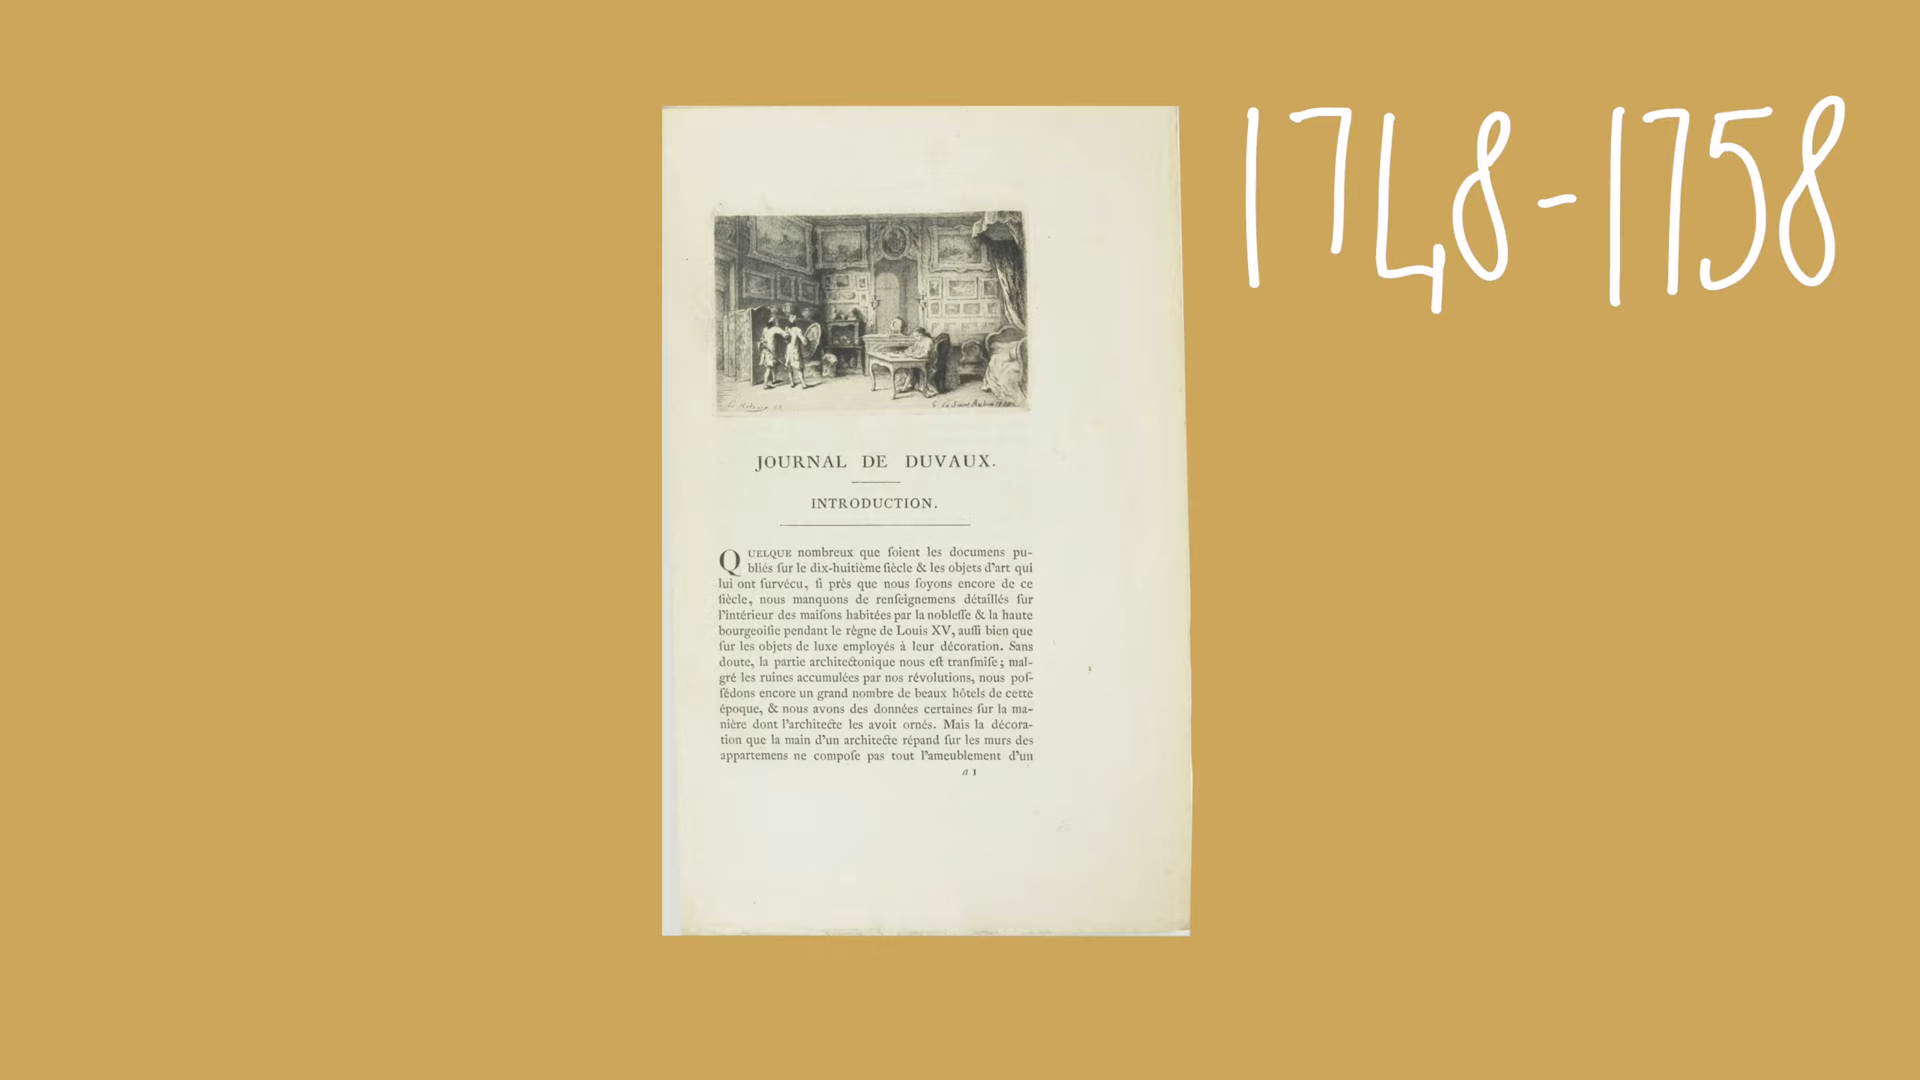 1748-1758
JOURNAL DE DUVAUX.
INTRODUCTION.
QUELQUE nombreux que ſoient les documens pu-
bliés ſur le dix-huitième ſiècle & les objets d'art qui
lui ont ſurvécu, ſi près que nous ſoyons encore de ce
ſiècle, nous manquons de renſeignemens détaillés ſur
l'intérieur des maiſons habitées par la nobleſſe & la haute
bourgeoiſie pendant le règne de Louis XV, auſſi bien que
ſur les objets de luxe employés à leur décoration. Sans
doute, la partie architectonique nous eſt tranſmiſe; mal-
gré les ruines accumulées par nos révolutions, nous poſ-
ſédons encore un grand nombre de beaux hôtels de cette
époque, & nous avons des données certaines ſur la ma-
nière dont l'architecte les avoit ornés. Mais la décora-
tion que la main d'un architecte répand ſur les murs des
appartemens ne compoſe pas tout l'ameublement d'un
a 1